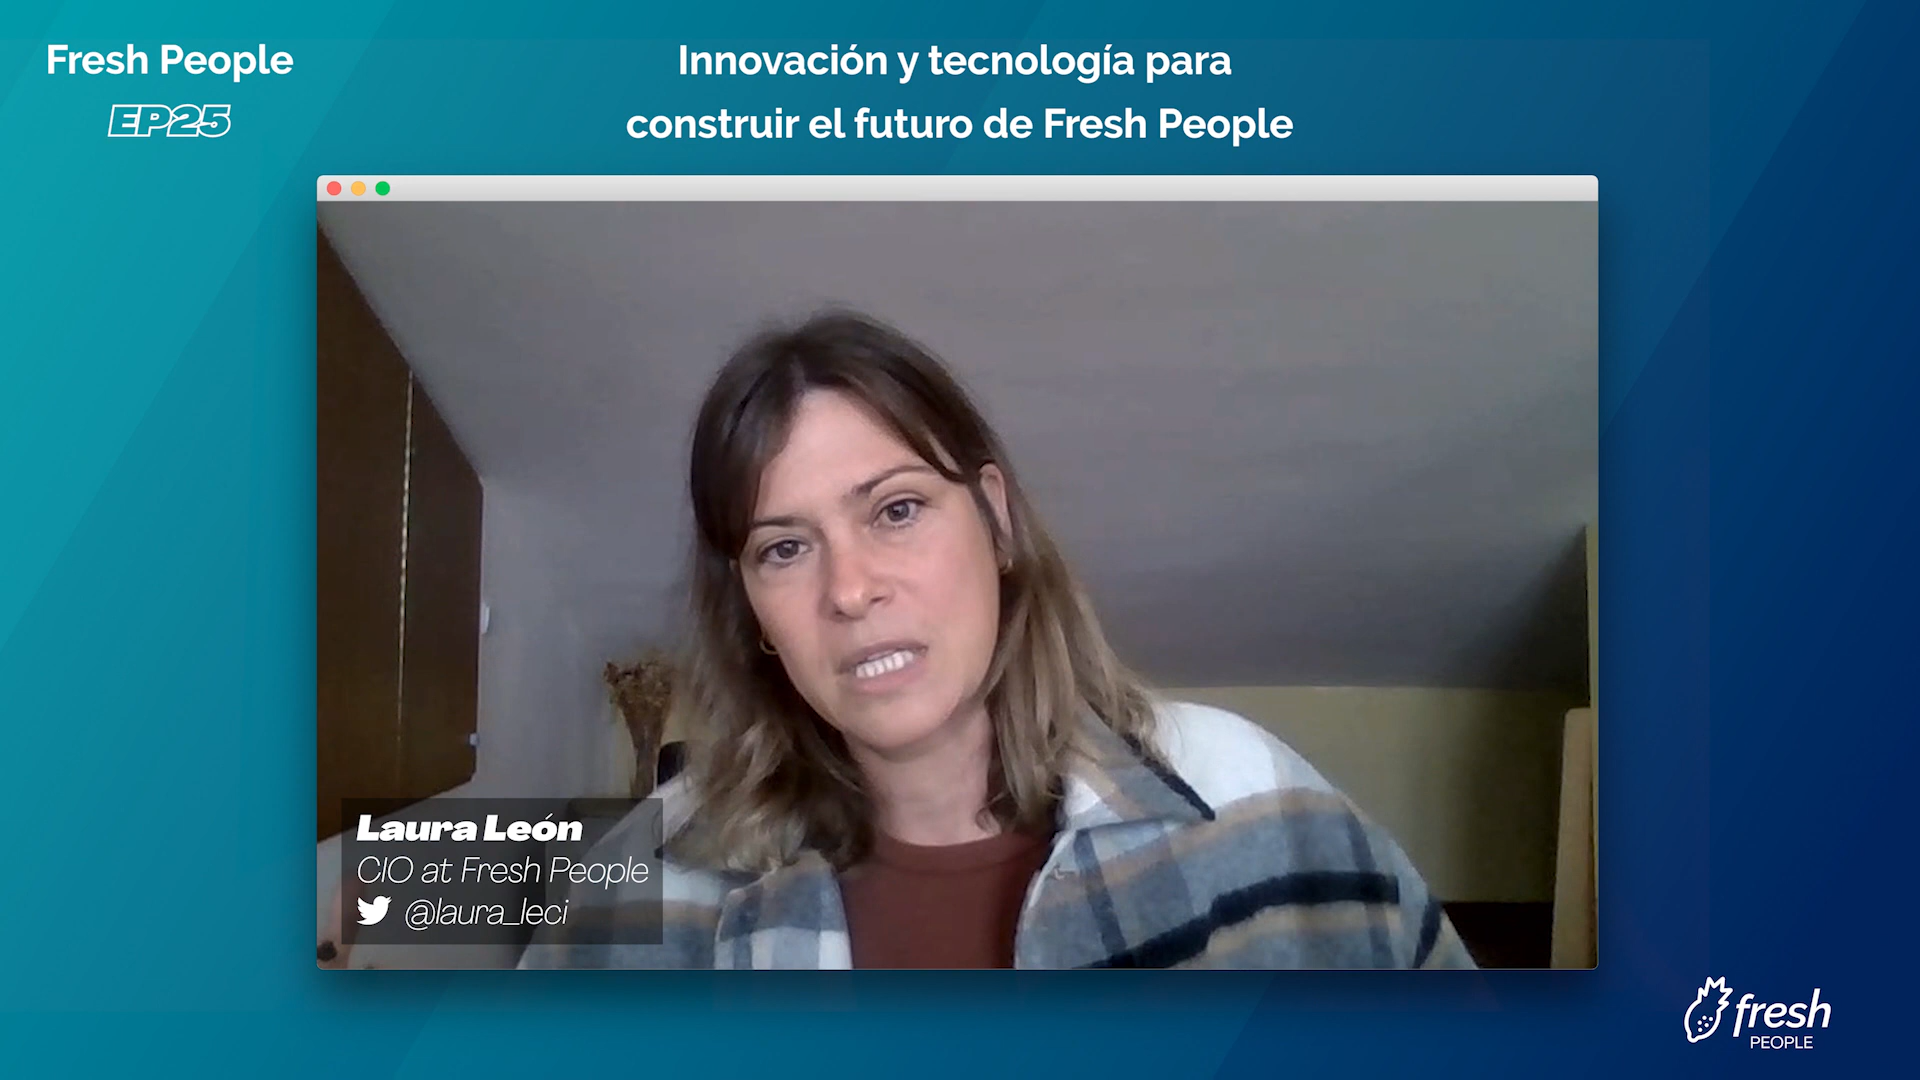 Fresh People
EP25
Innovación y tecnología para
construir el futuro de Fresh People
Laura León
CIO at Fresh People
@laura_leci
fresh
PEOPLE